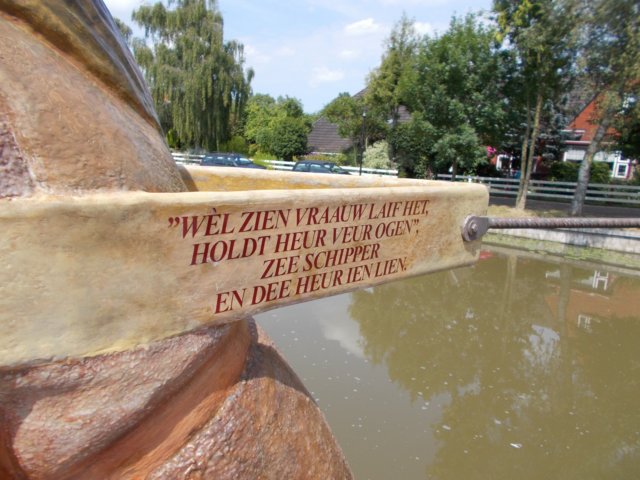 ”WÈL ZIEN VRAAUW LAIF HET,
HOLDT HEUR VEUR OGEN”,
ZEE SCHIPPER
EN DEE HEUR IEN LIEN.